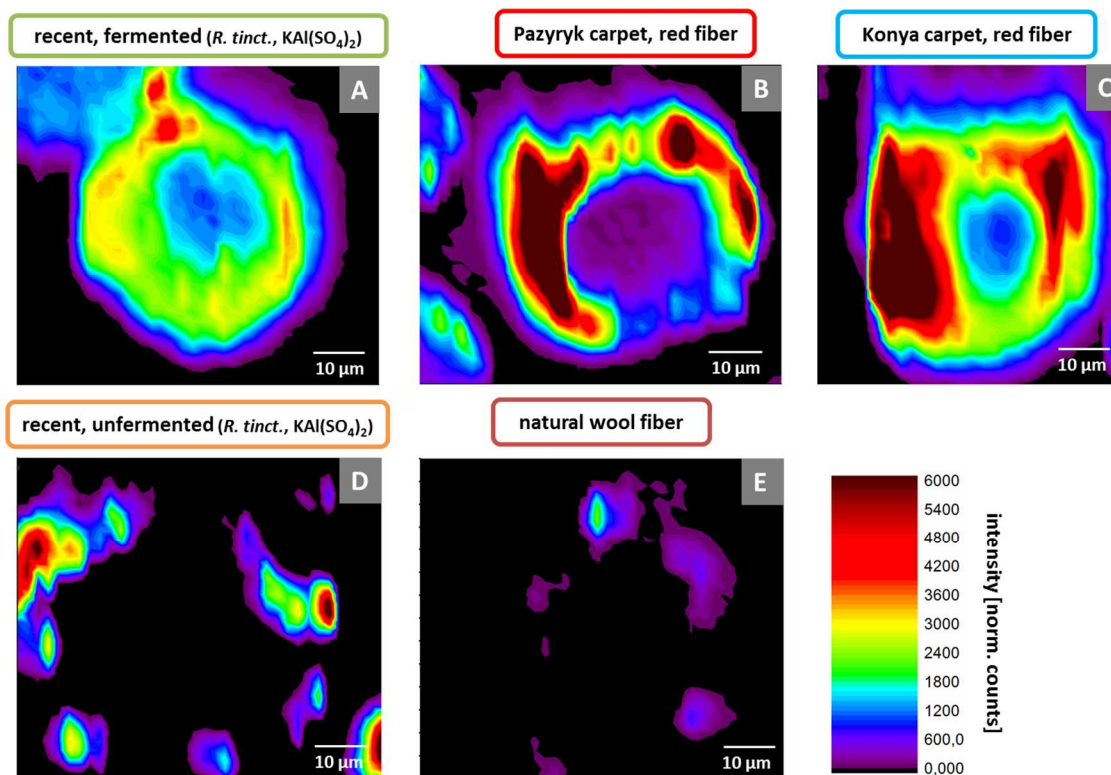 recent, fermented (R. tinct., KAl(SO₄)₂)
Pazyryk carpet, red fiber
Konya carpet, red fiber
A
B
C
10 µm
10 µm
10 µm
recent, unfermented (R. tinct., KAl(SO₄)₂)
natural wool fiber
D
E
10 µm
10 µm
6000
5400
4800
4200
3600
3000
2400
1800
1200
600,0
0,000
intensity [norm. counts]